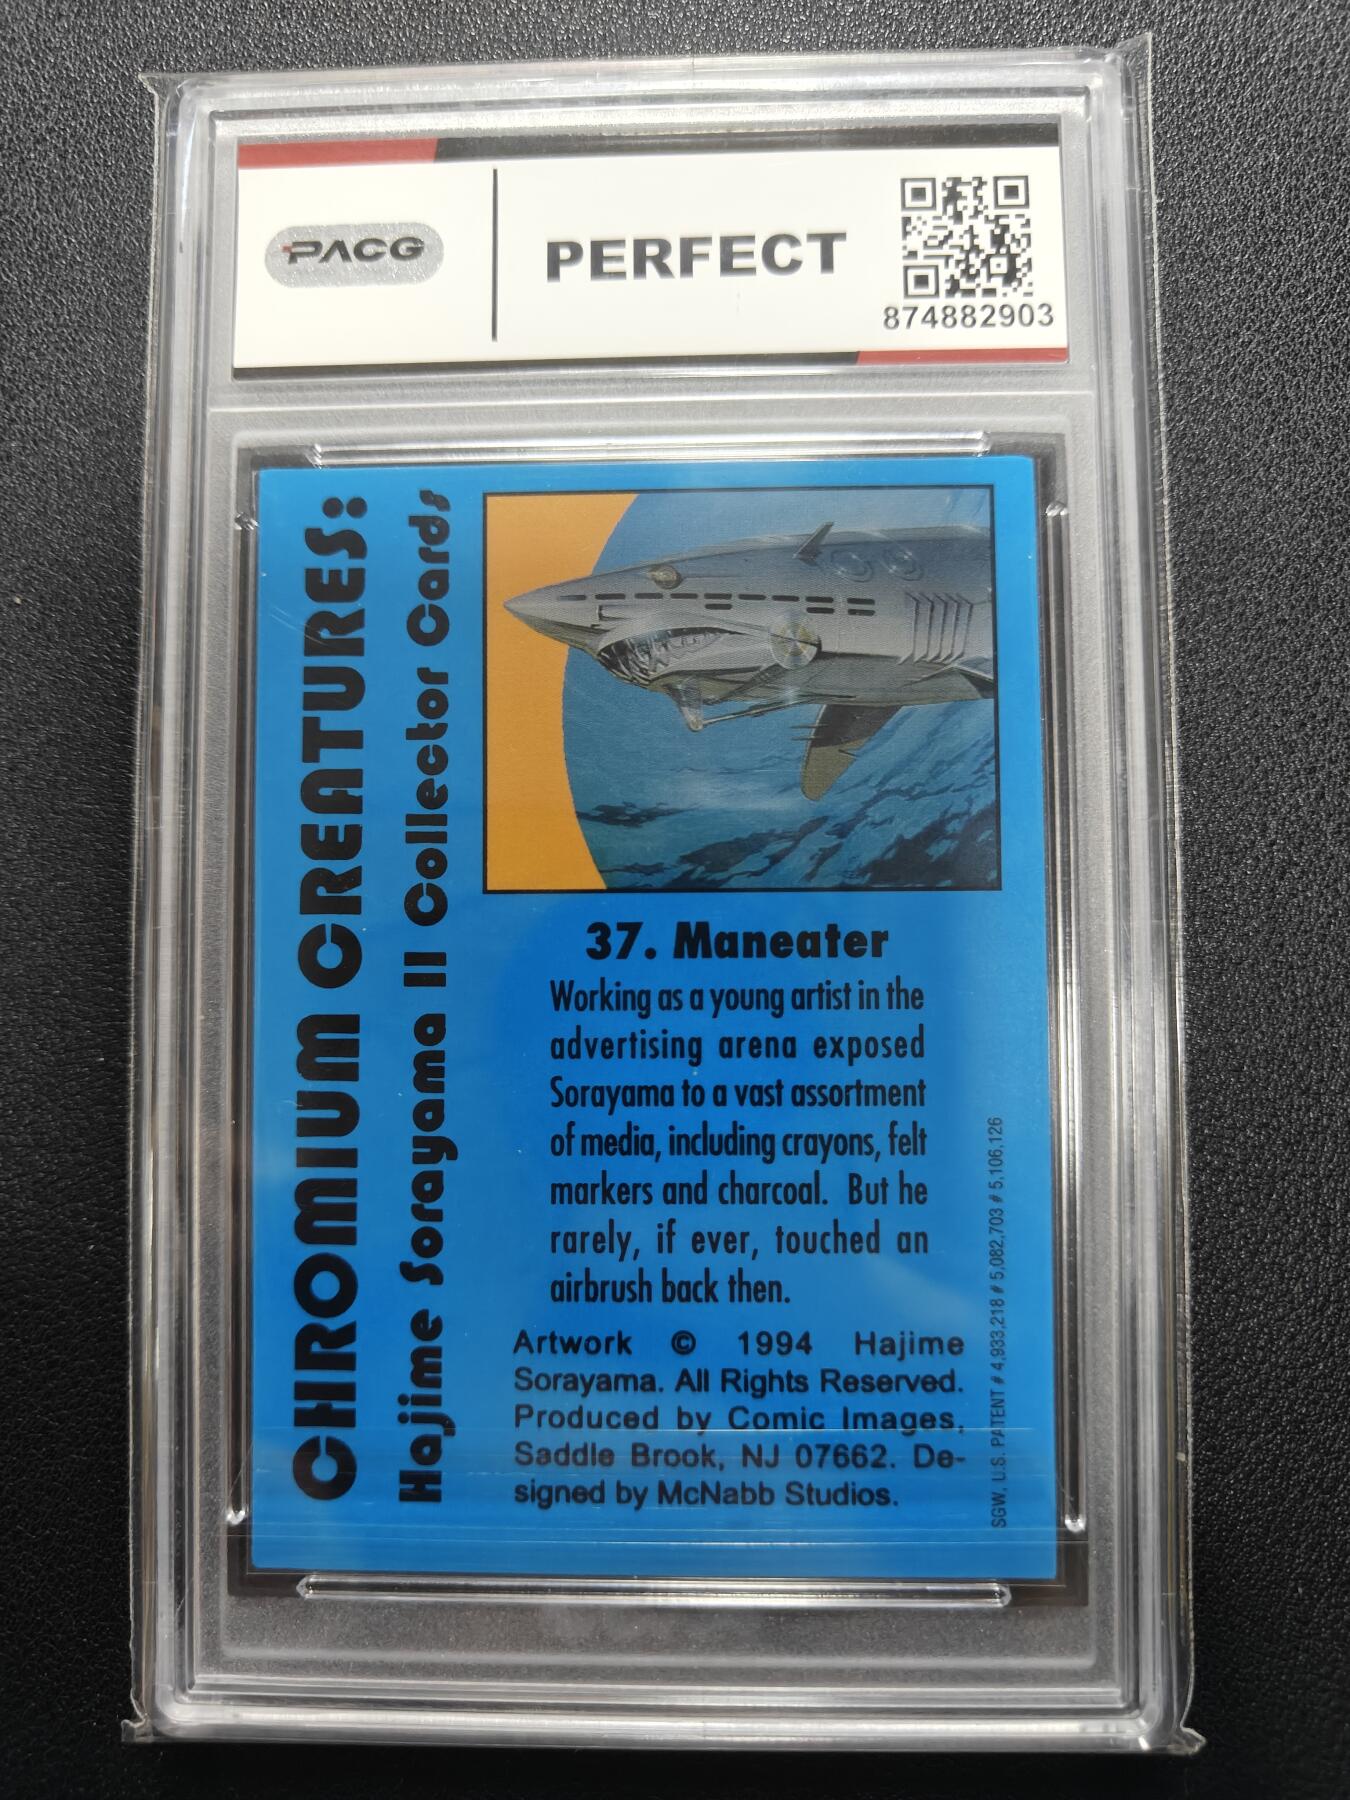 PACG
PERFECT
874882903
CHROMIUM CREATURES:
Hajime Sorayama II Collector Cards
37. Maneater
Working as a young artist in the
advertising arena exposed
Sorayama to a vast assortment
of media, including crayons, felt
markers and charcoal. But he
rarely, if ever, touched an
airbrush back then.
Artwork © 1994 Hajime
Sorayama. All Rights Reserved.
Produced by Comic Images,
Saddle Brook, NJ 07662. De-
signed by McNabb Studios.
SGW, U.S. PATENT # 4,933,218 # 5,082,703 # 5,106,126